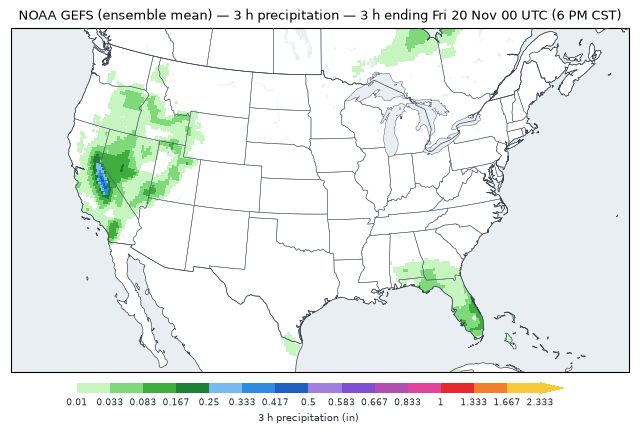 NOAA GEFS (ensemble mean) — 3 h precipitation — 3 h ending Fri 20 Nov 00 UTC (6 PM CST)
0.01 0.033 0.083 0.167 0.25 0.333 0.417 0.5 0.583 0.667 0.833 1 1.333 1.667 2.333
3 h precipitation (in)